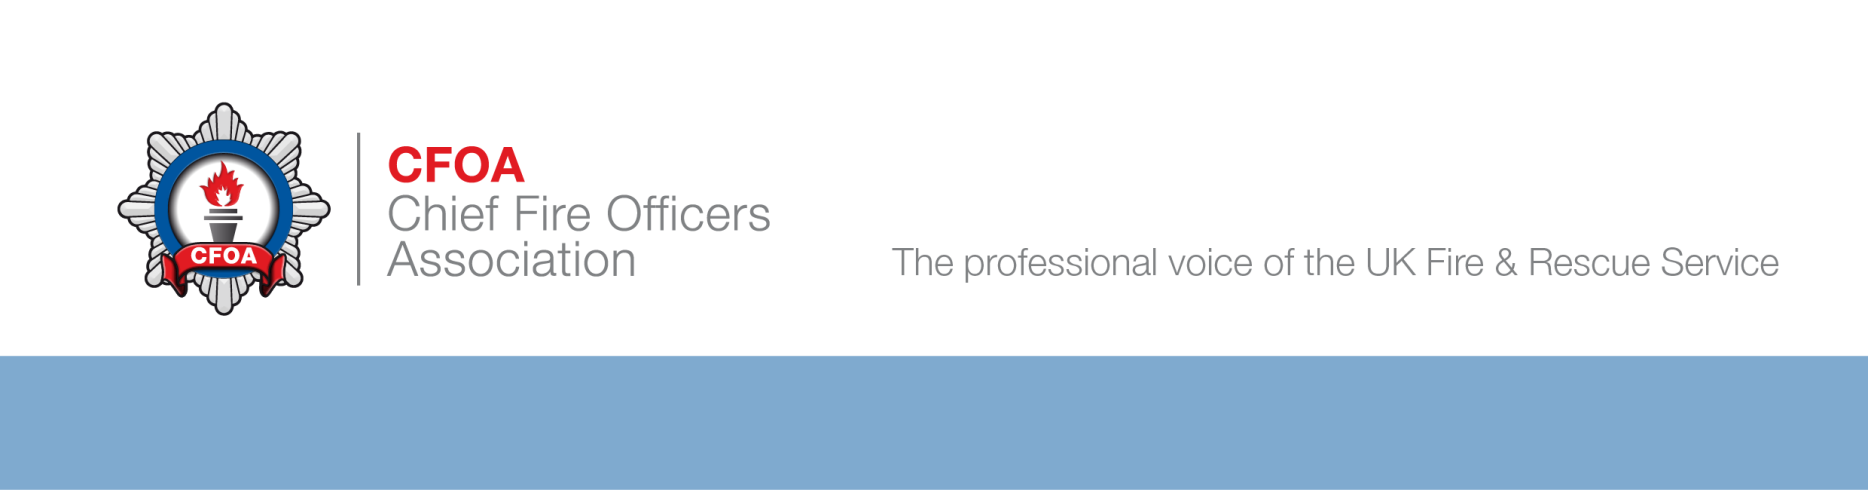 CFOA
CFOA
Chief Fire Officers
Association
The professional voice of the UK Fire & Rescue Service